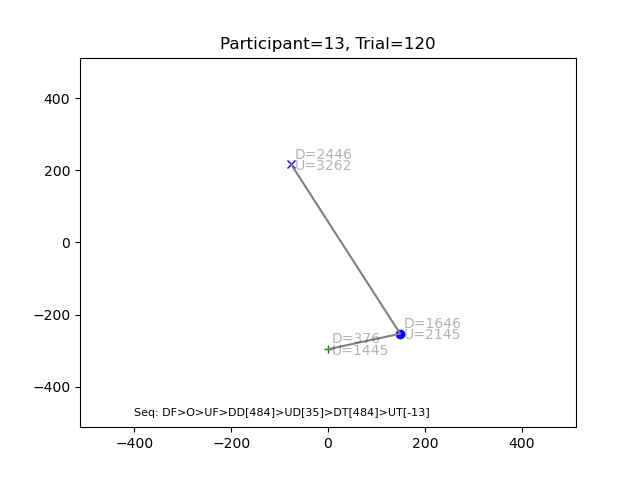 Participant=13, Trial=120
400
200
0
−200
−400
D=2446
U=3262
D=1646
U=2145
D=376
U=1445
Seq: DF>O>UF>DD[484]>UD[35]>DT[484]>UT[-13]
−400
−200
0
200
400